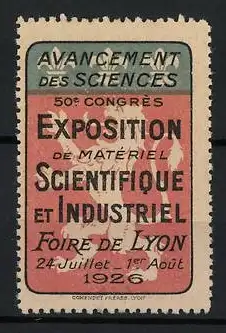 AVANCEMENT
DES SCIENCES
50e CONGRÈS
EXPOSITION
DE MATÉRIEL
SCIENTIFIQUE
ET INDUSTRIEL
FOIRE DE LYON
24 Juillet _ 1er Août
1926